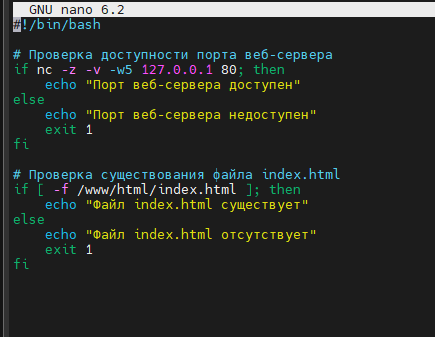 GNU nano 6.2
#!/bin/bash
# Проверка доступности порта веб-сервера
if nc -z -v -w5 127.0.0.1 80; then
    echo "Порт веб-сервера доступен"
else
    echo "Порт веб-сервера недоступен"
    exit 1
fi
# Проверка существования файла index.html
if [ -f /www/html/index.html ]; then
    echo "Файл index.html существует"
else
    echo "Файл index.html отсутствует"
    exit 1
fi